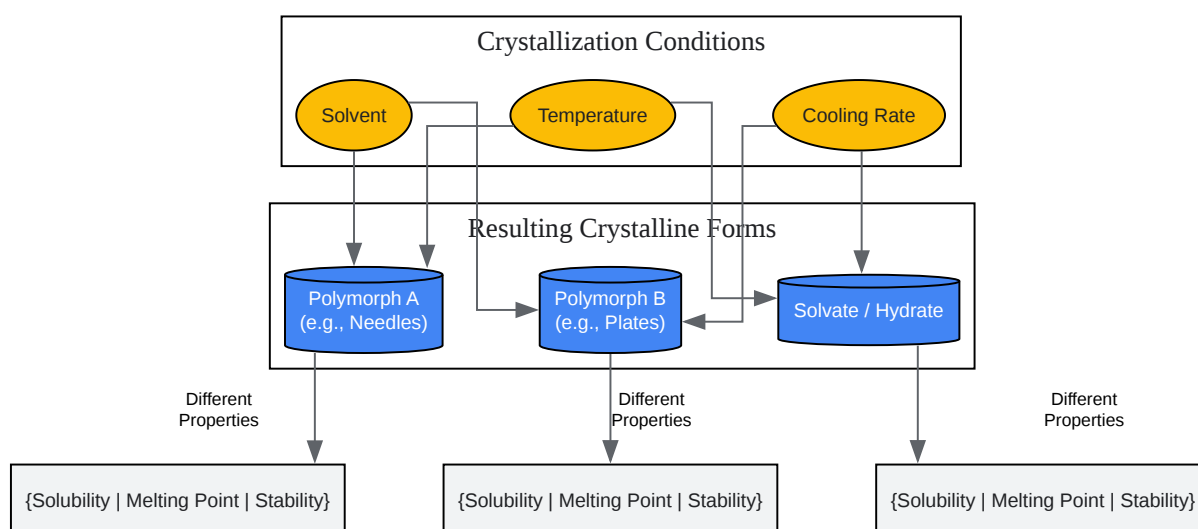 Crystallization Conditions
Solvent
Temperature
Cooling Rate
Resulting Crystalline Forms
Polymorph A
(e.g., Needles)
Polymorph B
(e.g., Plates)
Solvate / Hydrate
Different
Properties
Different
Properties
Different
Properties
{Solubility | Melting Point | Stability}
{Solubility | Melting Point | Stability}
{Solubility | Melting Point | Stability}